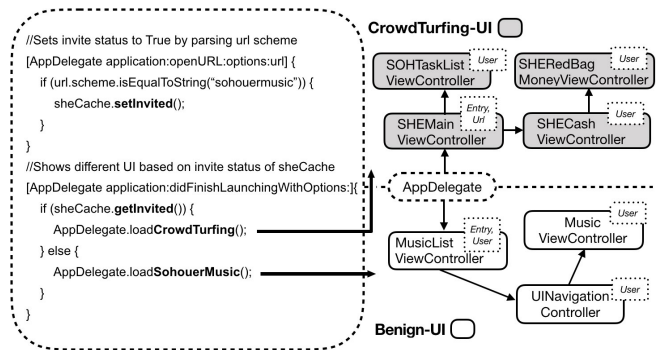 //Sets invite status to True by parsing url scheme
[AppDelegate application:openURL:options:url] {
if (url.scheme.isEqualToString(“sohouermusic”)) {
sheCache.setInvited();
}
}
//Shows different UI based on invite status of sheCache
[AppDelegate application:didFinishLaunchingWithOptions:]{
if (sheCache.getInvited()) {
AppDelegate.loadCrowdTurfing();
} else {
AppDelegate.loadSohouerMusic();
}
}
CrowdTurfing-UI
User
SOHTaskList
ViewController
User
SHERedBag
MoneyViewController
Entry,
Url
SHEMain
ViewController
User
SHECash
ViewController
AppDelegate
Entry,
User
MusicList
ViewController
User
Music
ViewController
User
UINavigation
Controller
Benign-UI